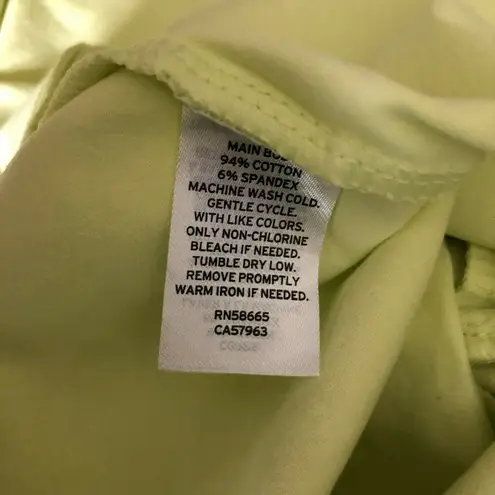 MAIN
94% COTTON
6% SPANDEX
MACHINE WASH COLD.
GENTLE CYCLE.
WITH LIKE COLORS.
ONLY NON-CHLORINE
BLEACH IF NEEDED.
TUMBLE DRY LOW.
REMOVE PROMPTLY
WARM IRON IF NEEDED.
RN58665
CA57963